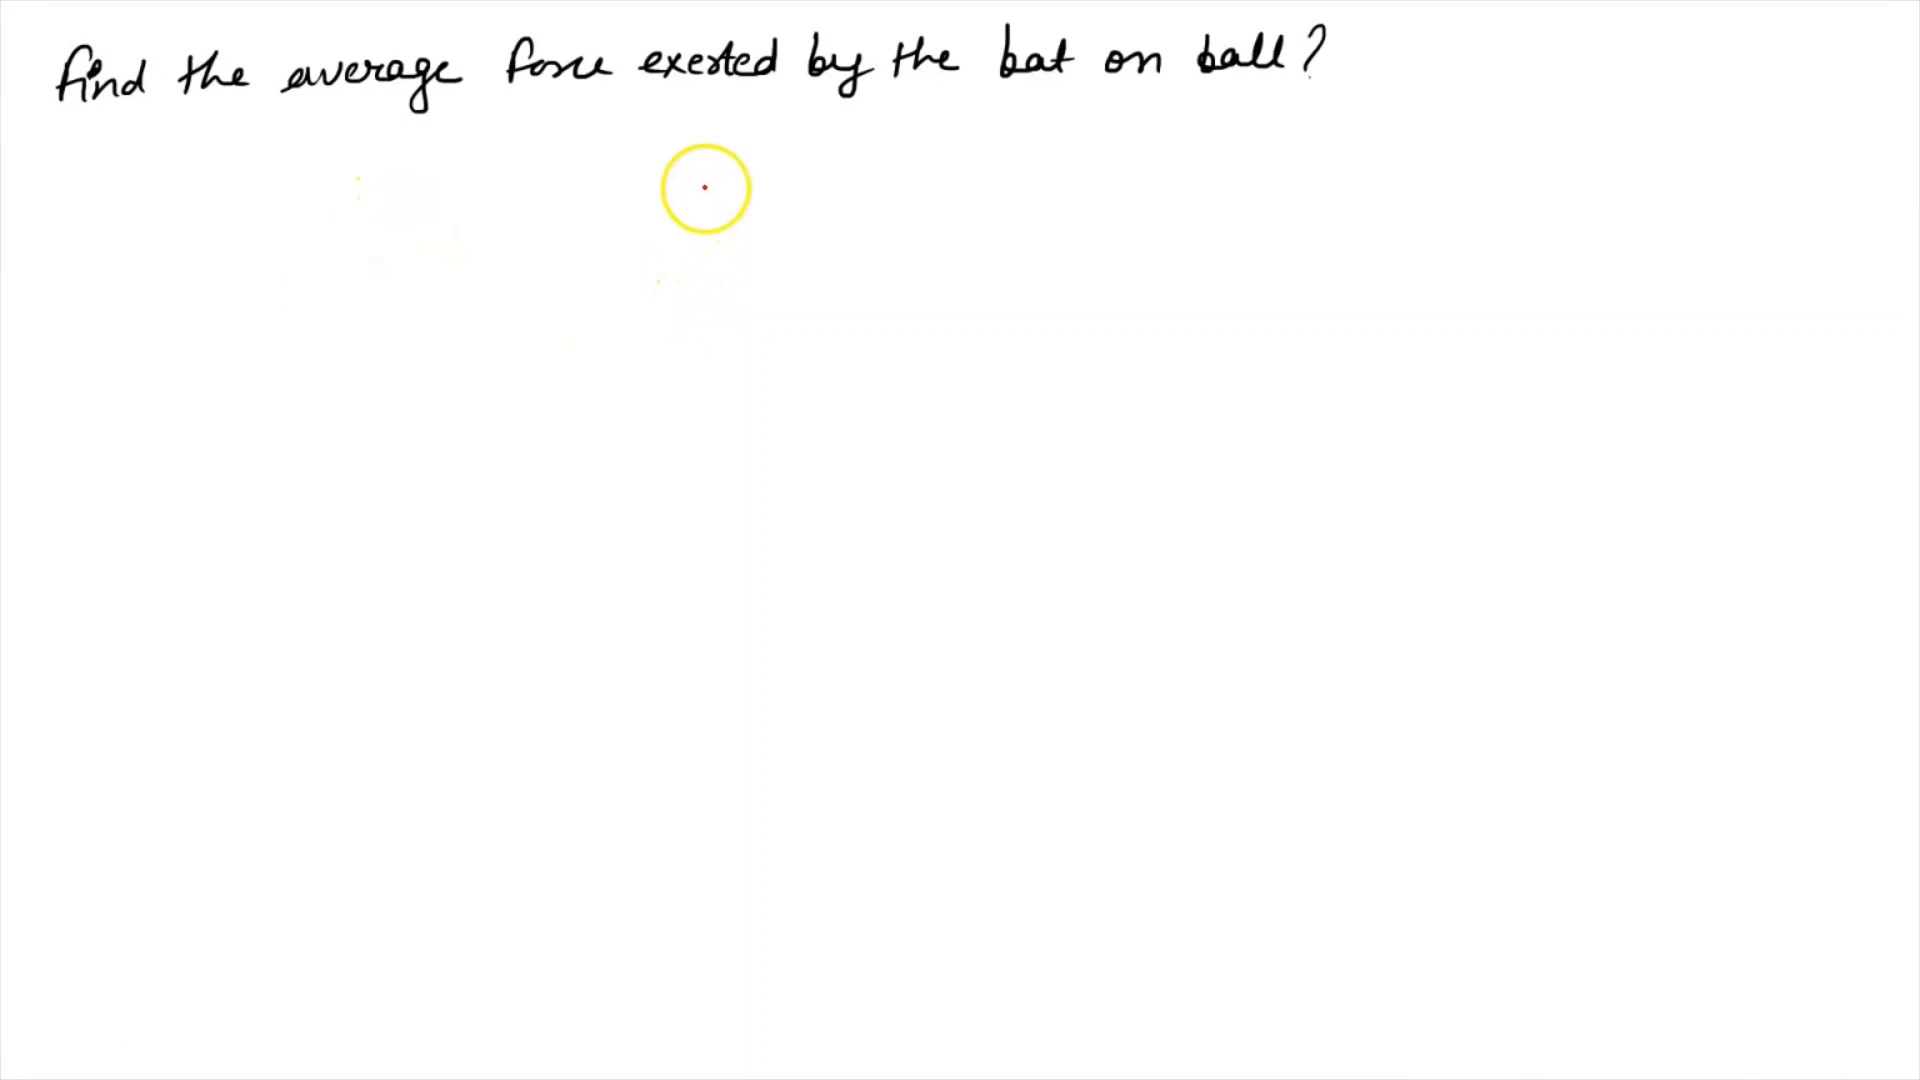 find the average force exerted by the bat on ball?